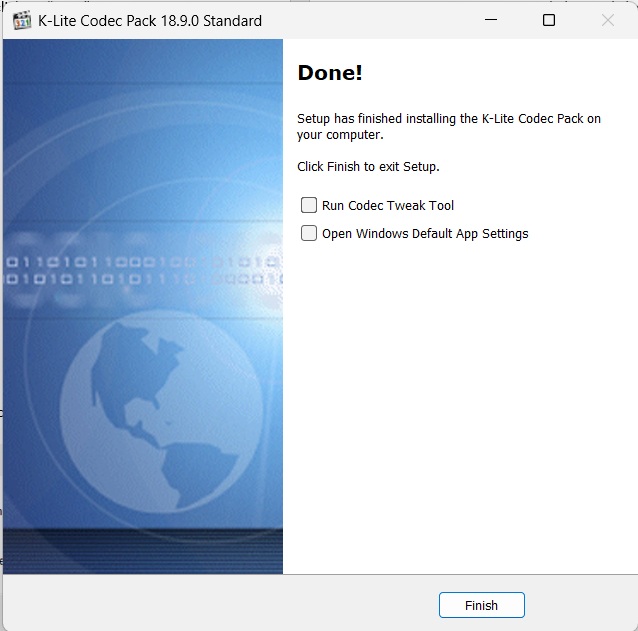 K-Lite Codec Pack 18.9.0 Standard
Done!
Setup has finished installing the K-Lite Codec Pack on
your computer.
Click Finish to exit Setup.
Run Codec Tweak Tool
Open Windows Default App Settings
Finish